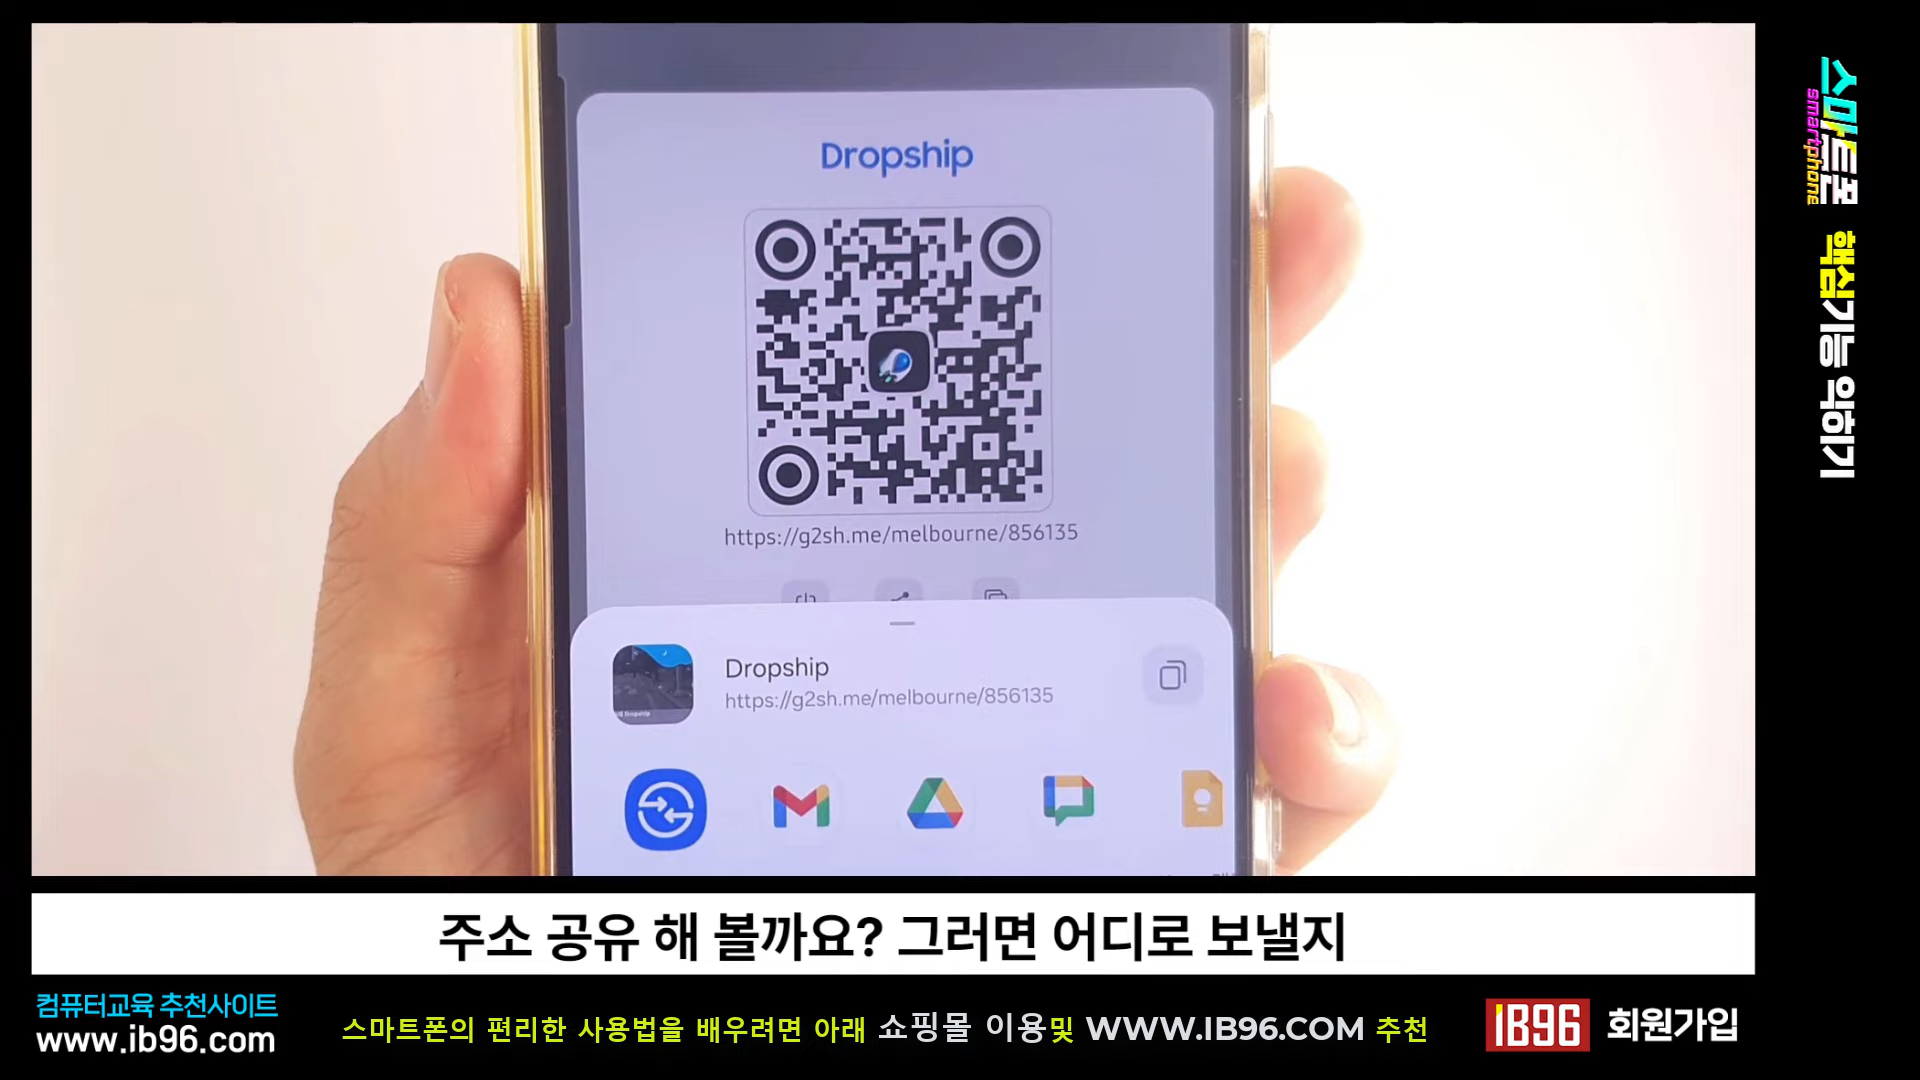 Dropship
https://g2sh.me/melbourne/856135
Dropship
https://g2sh.me/melbourne/856135
주소 공유 해 볼까요? 그러면 어디로 보낼지
컴퓨터교육 추천사이트
www.ib96.com
스마트폰의 편리한 사용법을 배우려면 아래 쇼핑몰 이용및 WWW.IB96.COM 추천
IB96 회원가입
스마트폰 핵심기능 익히기
smartphone